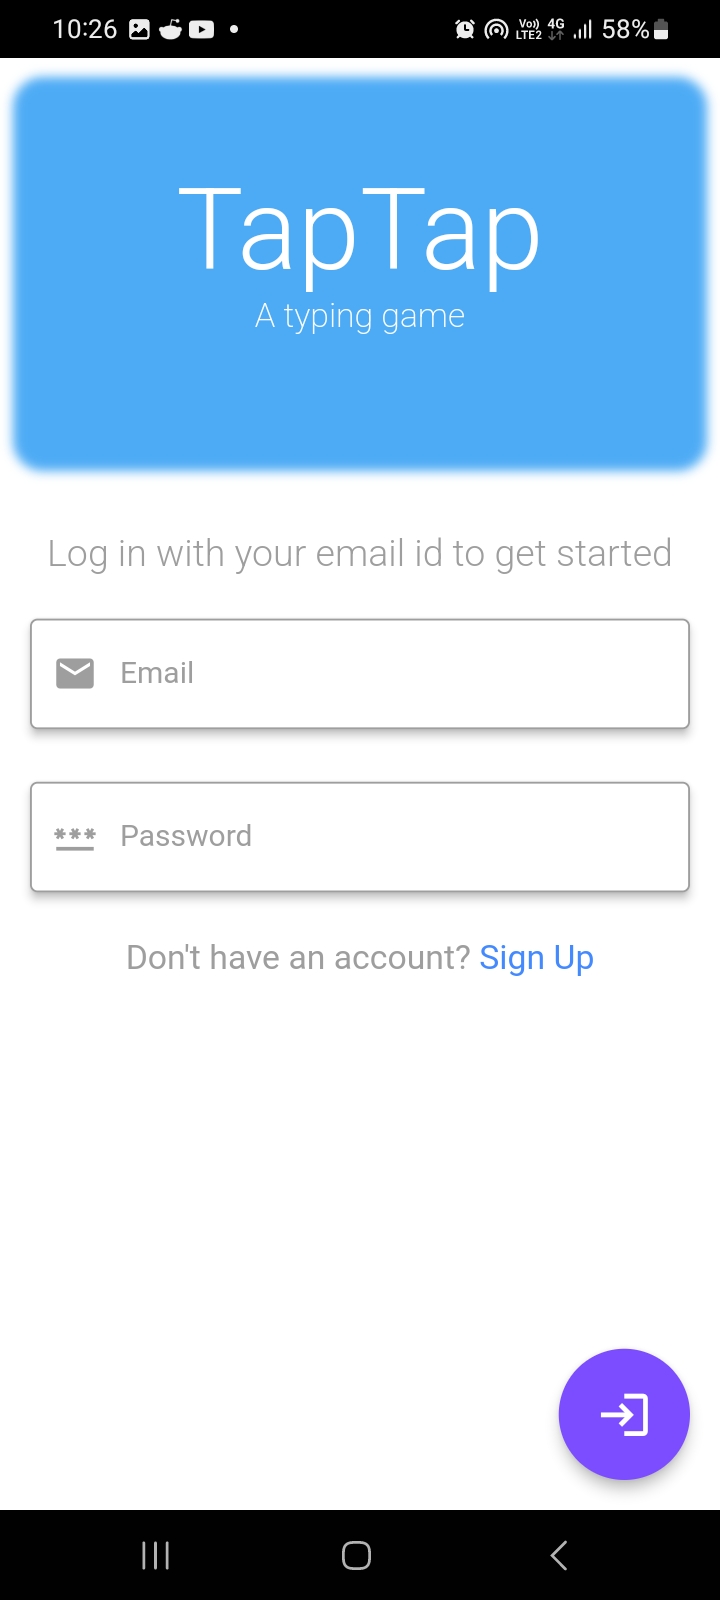 10:26 Vo)) LTE2 4G 58%
TapTap
A typing game
Log in with your email id to get started
Email
*** Password
Don't have an account? Sign Up